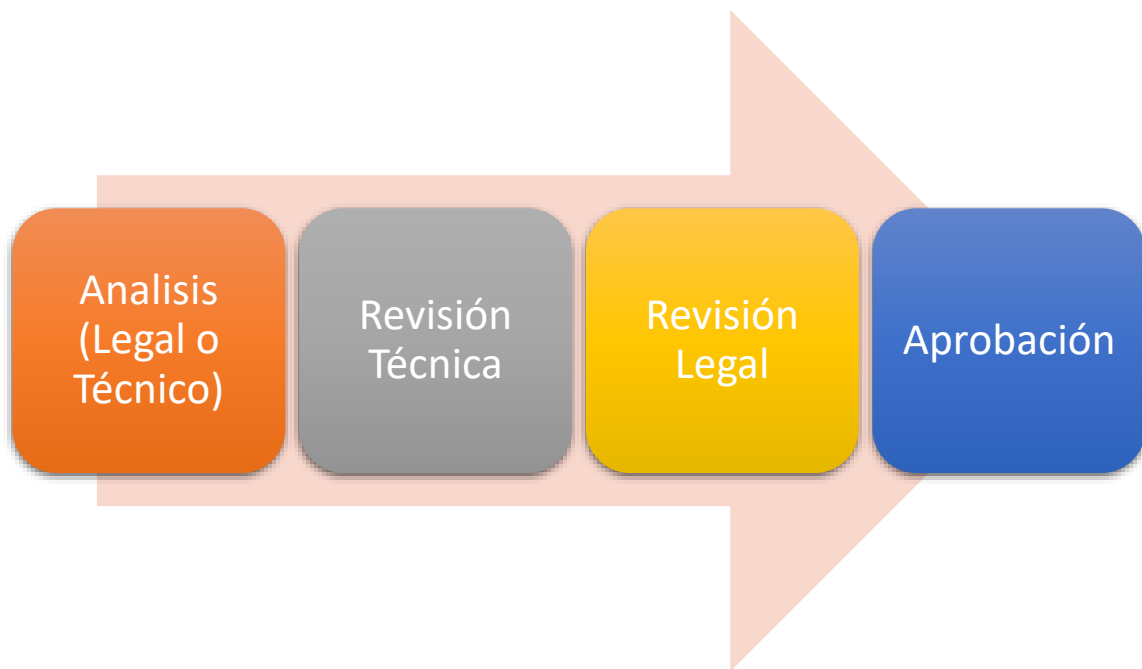 Analisis
(Legal o
Técnico)
Revisión
Técnica
Revisión
Legal
Aprobación